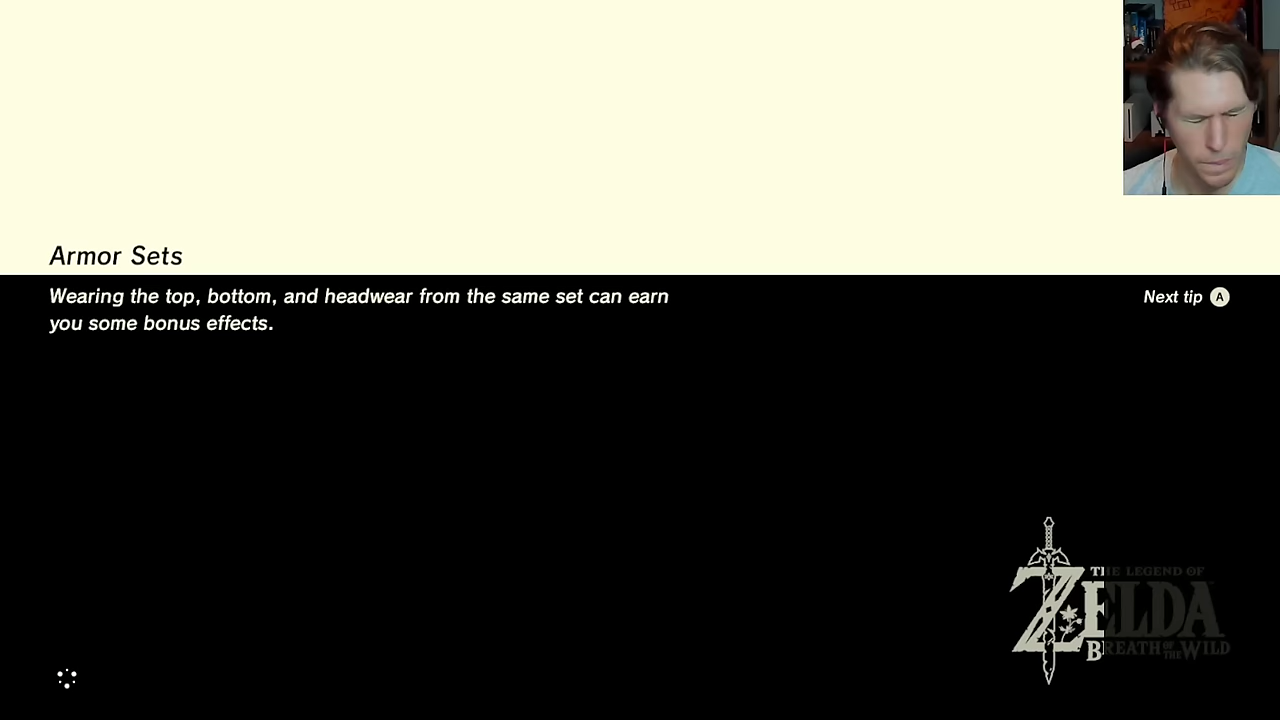 Armor Sets
Wearing the top, bottom, and headwear from the same set can earn
you some bonus effects.
Next tip A
THE LEGEND OF
ZELDA
BREATH OF THE WILD